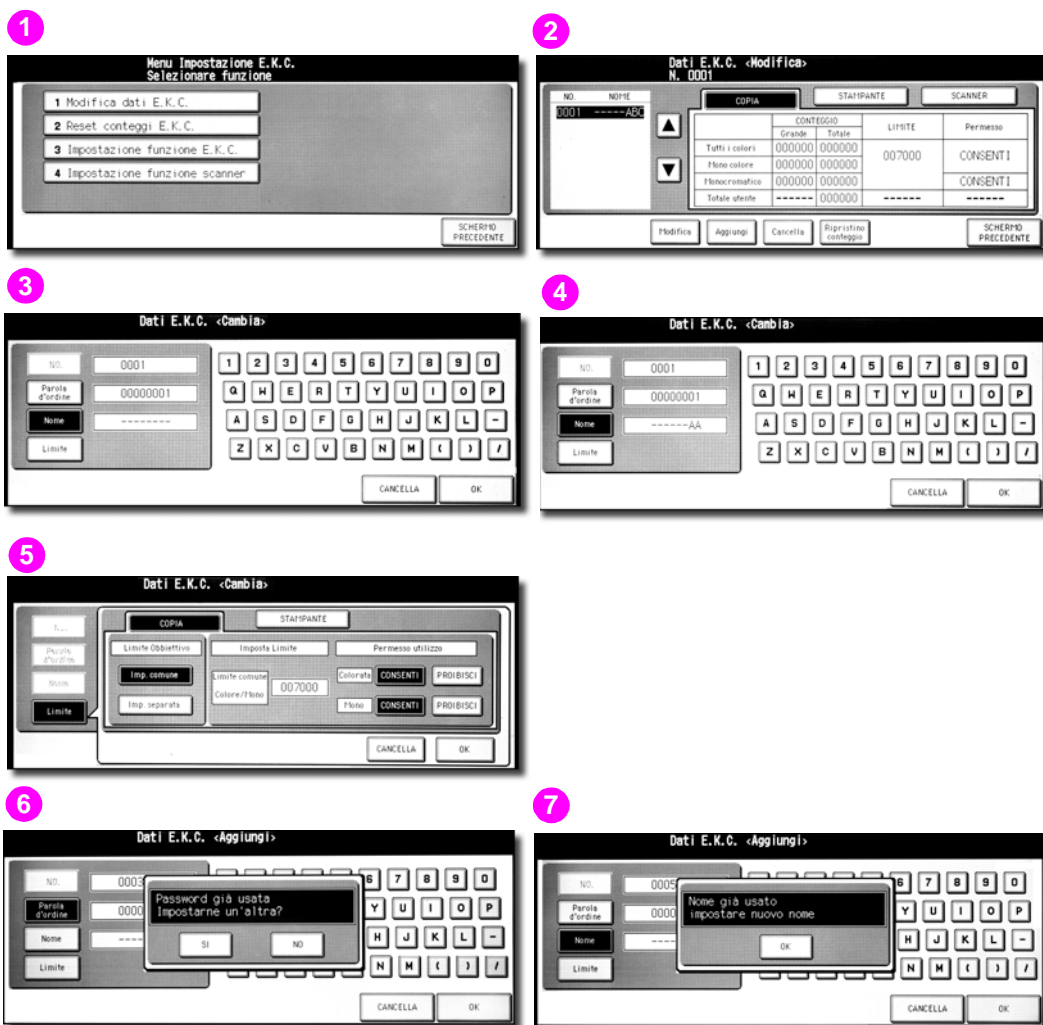 1
Menu Impostazione E.K.C.
Selezionare funzione
1 Modifica dati E.K.C.
2 Reset conteggi E.K.C.
3 Impostazione funzione E.K.C.
4 Impostazione funzione scanner
SCHERMO
PRECEDENTE
2
Dati E.K.C. <Modifica>
N. 0001
NO. NOME
0001 -----ABC
COPIA STAMPANTE SCANNER
CONTEGGIO LIMITE Permesso
Grande Totale
Tutti i colori 000000 000000 007000 CONSENTI
Mono colore 000000 000000
Monocromatico 000000 000000 CONSENTI
Totale utente ------ 000000 ------ ------
Modifica Aggiungi Cancella Ripristino
conteggio
SCHERMO
PRECEDENTE
3
Dati E.K.C. <Cambia>
NO. 0001
Parola
d'ordine 00000001
Nome --------
Limite
1 2 3 4 5 6 7 8 9 0
Q W E R T Y U I O P
A S D F G H J K L -
Z X C V B N M ( ) /
CANCELLA OK
4
Dati E.K.C. <Cambia>
NO. 0001
Parola
d'ordine 00000001
Nome ------AA
Limite
1 2 3 4 5 6 7 8 9 0
Q W E R T Y U I O P
A S D F G H J K L -
Z X C V B N M ( ) /
CANCELLA OK
5
Dati E.K.C. <Cambia>
Parola
d'ordine
Nome
Limite
COPIA STAMPANTE
Limite Obbiettivo Imposta Limite Permesso utilizzo
Imp. comune
Imp. separata
Limite comune
Colore/Mono 007000
Colorata CONSENTI PROIBISCI
Mono CONSENTI PROIBISCI
CANCELLA OK
6
Dati E.K.C. <Aggiungi>
NO. 0003
Parola
d'ordine 0000
Nome ----
Limite
Password già usata
Impostarne un'altra?
SI NO
6 7 8 9 0
Y U I O P
H J K L -
N M ( ) /
CANCELLA OK
7
Dati E.K.C. <Aggiungi>
NO. 0005
Parola
d'ordine 0000
Nome ----
Limite
Nome già usato
impostare nuovo nome
OK
6 7 8 9 0
Y U I O P
H J K L -
N M ( ) /
CANCELLA OK